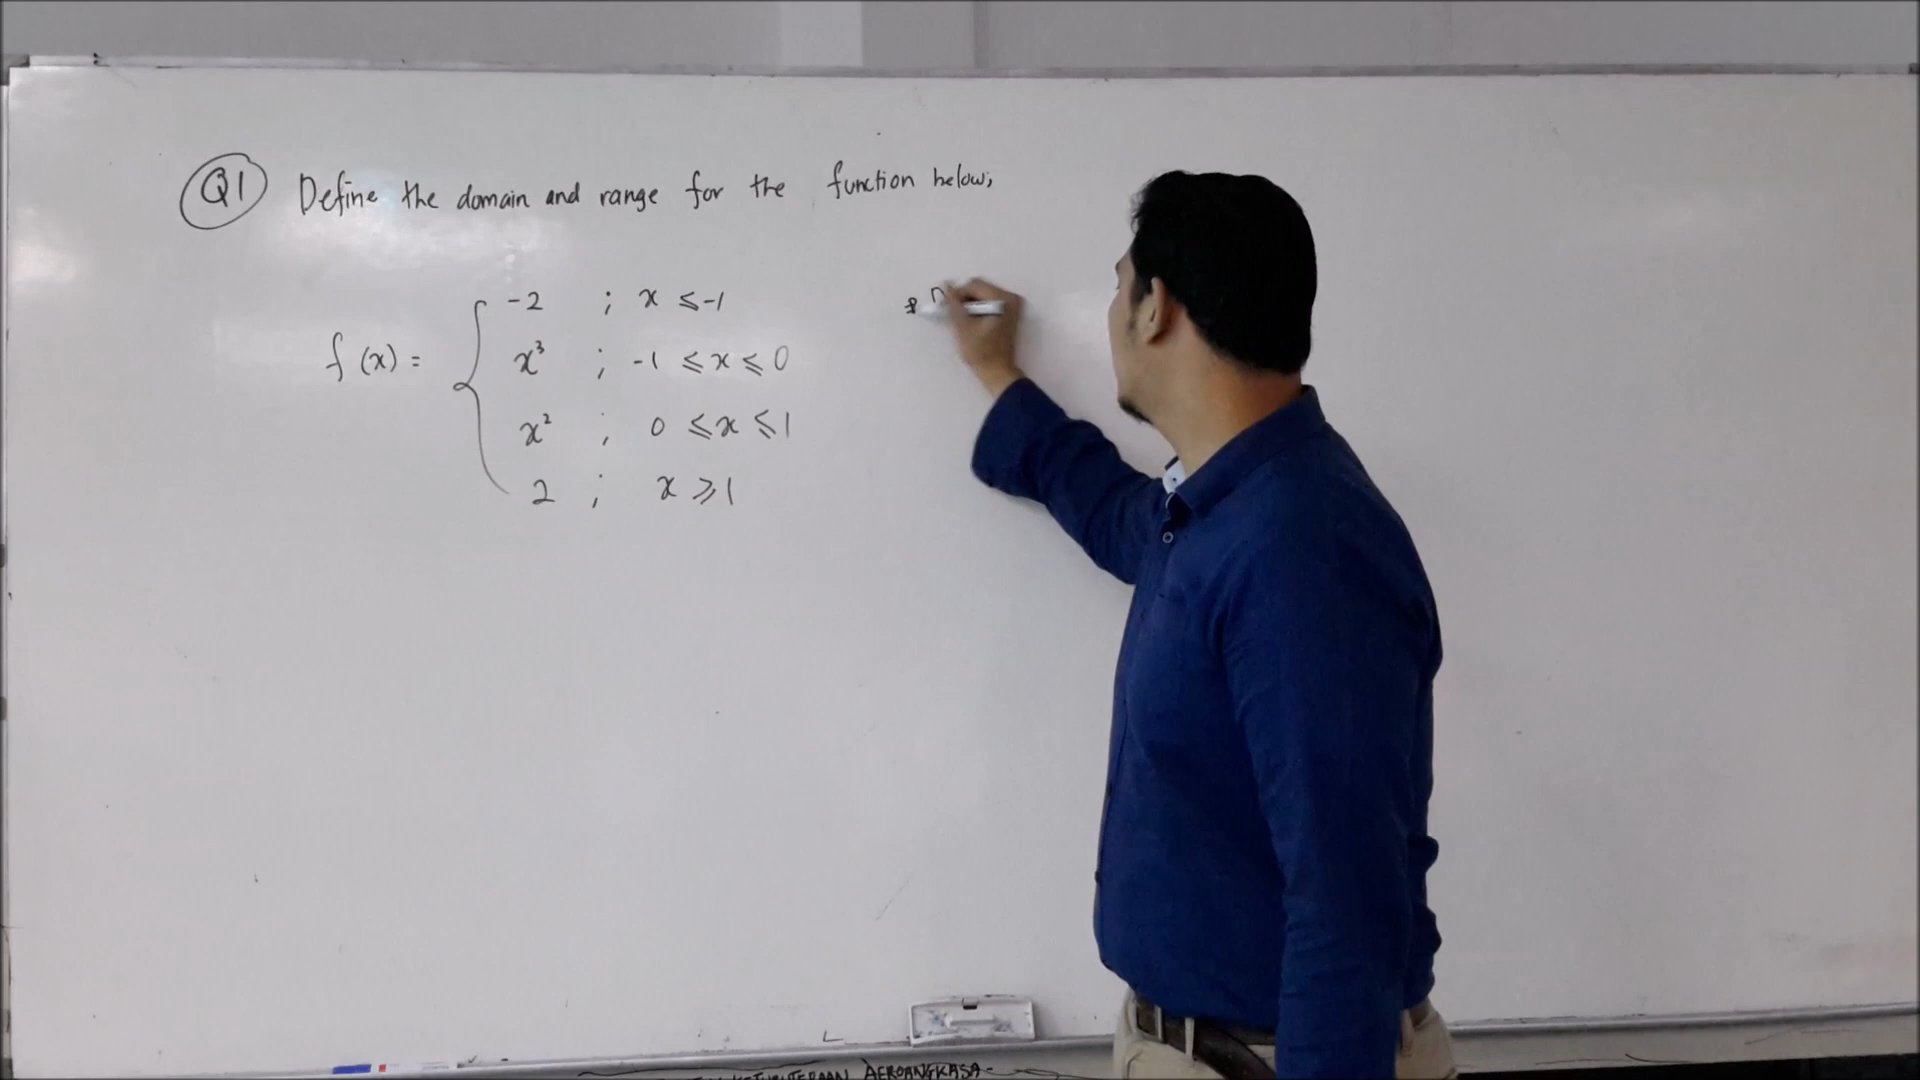 Q1 Define the domain and range for the function below;
f(x) = { -2 ; x ≤ -1
x³ ; -1 ≤ x ≤ 0
x² ; 0 ≤ x ≤ 1
2 ; x ≥ 1
AEROANGKASA